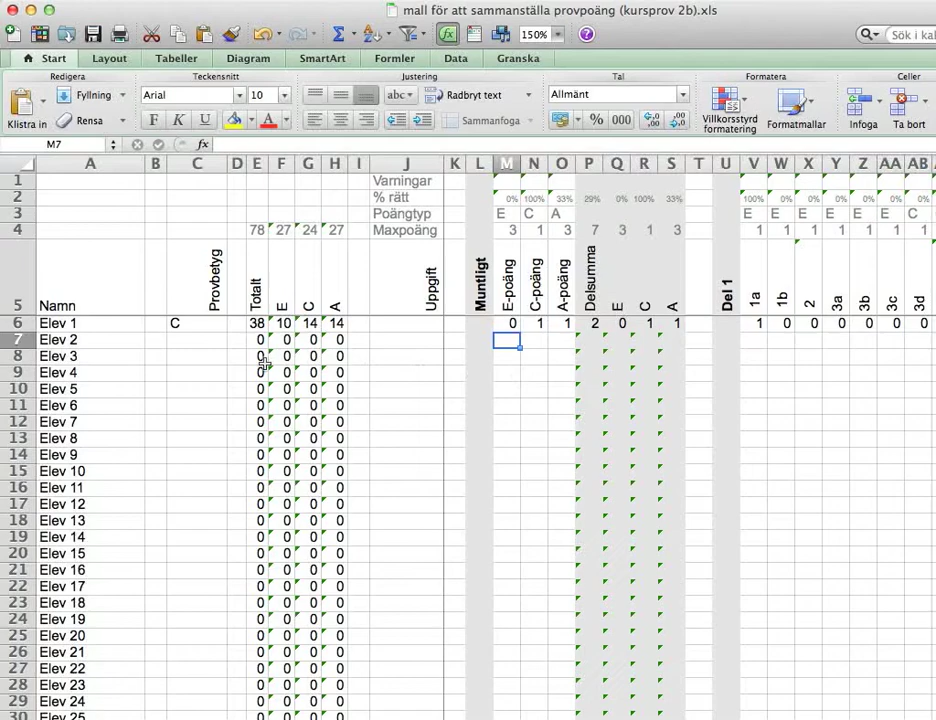 mall för att sammanställa provpoäng (kursprov 2b).xls
150% Sök i kal
Start Layout Tabeller Diagram SmartArt Formler Data Granska
Redigera Teckensnitt Justering Tal Formatera Celler
Klistra in Fyllning Arial 10 abc Radbryt text Allmänt Villkorsstyrd formatering Formatmallar Infoga Ta bort
Rensa F K U A Sammanfoga % 000
M7 fx
A B C D E F G H I J K L M N O P Q R S T U V W X Y Z AA AB
1 Varningar
2 % rätt 0% 100% 33% 29% 0% 100% 33% 100% 0% 0% 0% 0% 0% 0%
3 Poängtyp E C A E E E E E E C
4 78 27 24 27 Maxpoäng 3 1 3 7 3 1 3 1 1 1 1 1 1 1
5 Namn Provbetyg Totalt E C A Uppgift Muntligt E-poäng C-poäng A-poäng Delsumma E C A Del 1 1a 1b 2 3a 3b 3c 3d
6 Elev 1 C 38 10 14 14 0 1 1 2 0 1 1 1 0 0 0 0 0 0
7 Elev 2 0 0 0 0
8 Elev 3 0 0 0 0
9 Elev 4 0 0 0 0
10 Elev 5 0 0 0 0
11 Elev 6 0 0 0 0
12 Elev 7 0 0 0 0
13 Elev 8 0 0 0 0
14 Elev 9 0 0 0 0
15 Elev 10 0 0 0 0
16 Elev 11 0 0 0 0
17 Elev 12 0 0 0 0
18 Elev 13 0 0 0 0
19 Elev 14 0 0 0 0
20 Elev 15 0 0 0 0
21 Elev 16 0 0 0 0
22 Elev 17 0 0 0 0
23 Elev 18 0 0 0 0
24 Elev 19 0 0 0 0
25 Elev 20 0 0 0 0
26 Elev 21 0 0 0 0
27 Elev 22 0 0 0 0
28 Elev 23 0 0 0 0
29 Elev 24 0 0 0 0
30 Elev 25 0 0 0 0